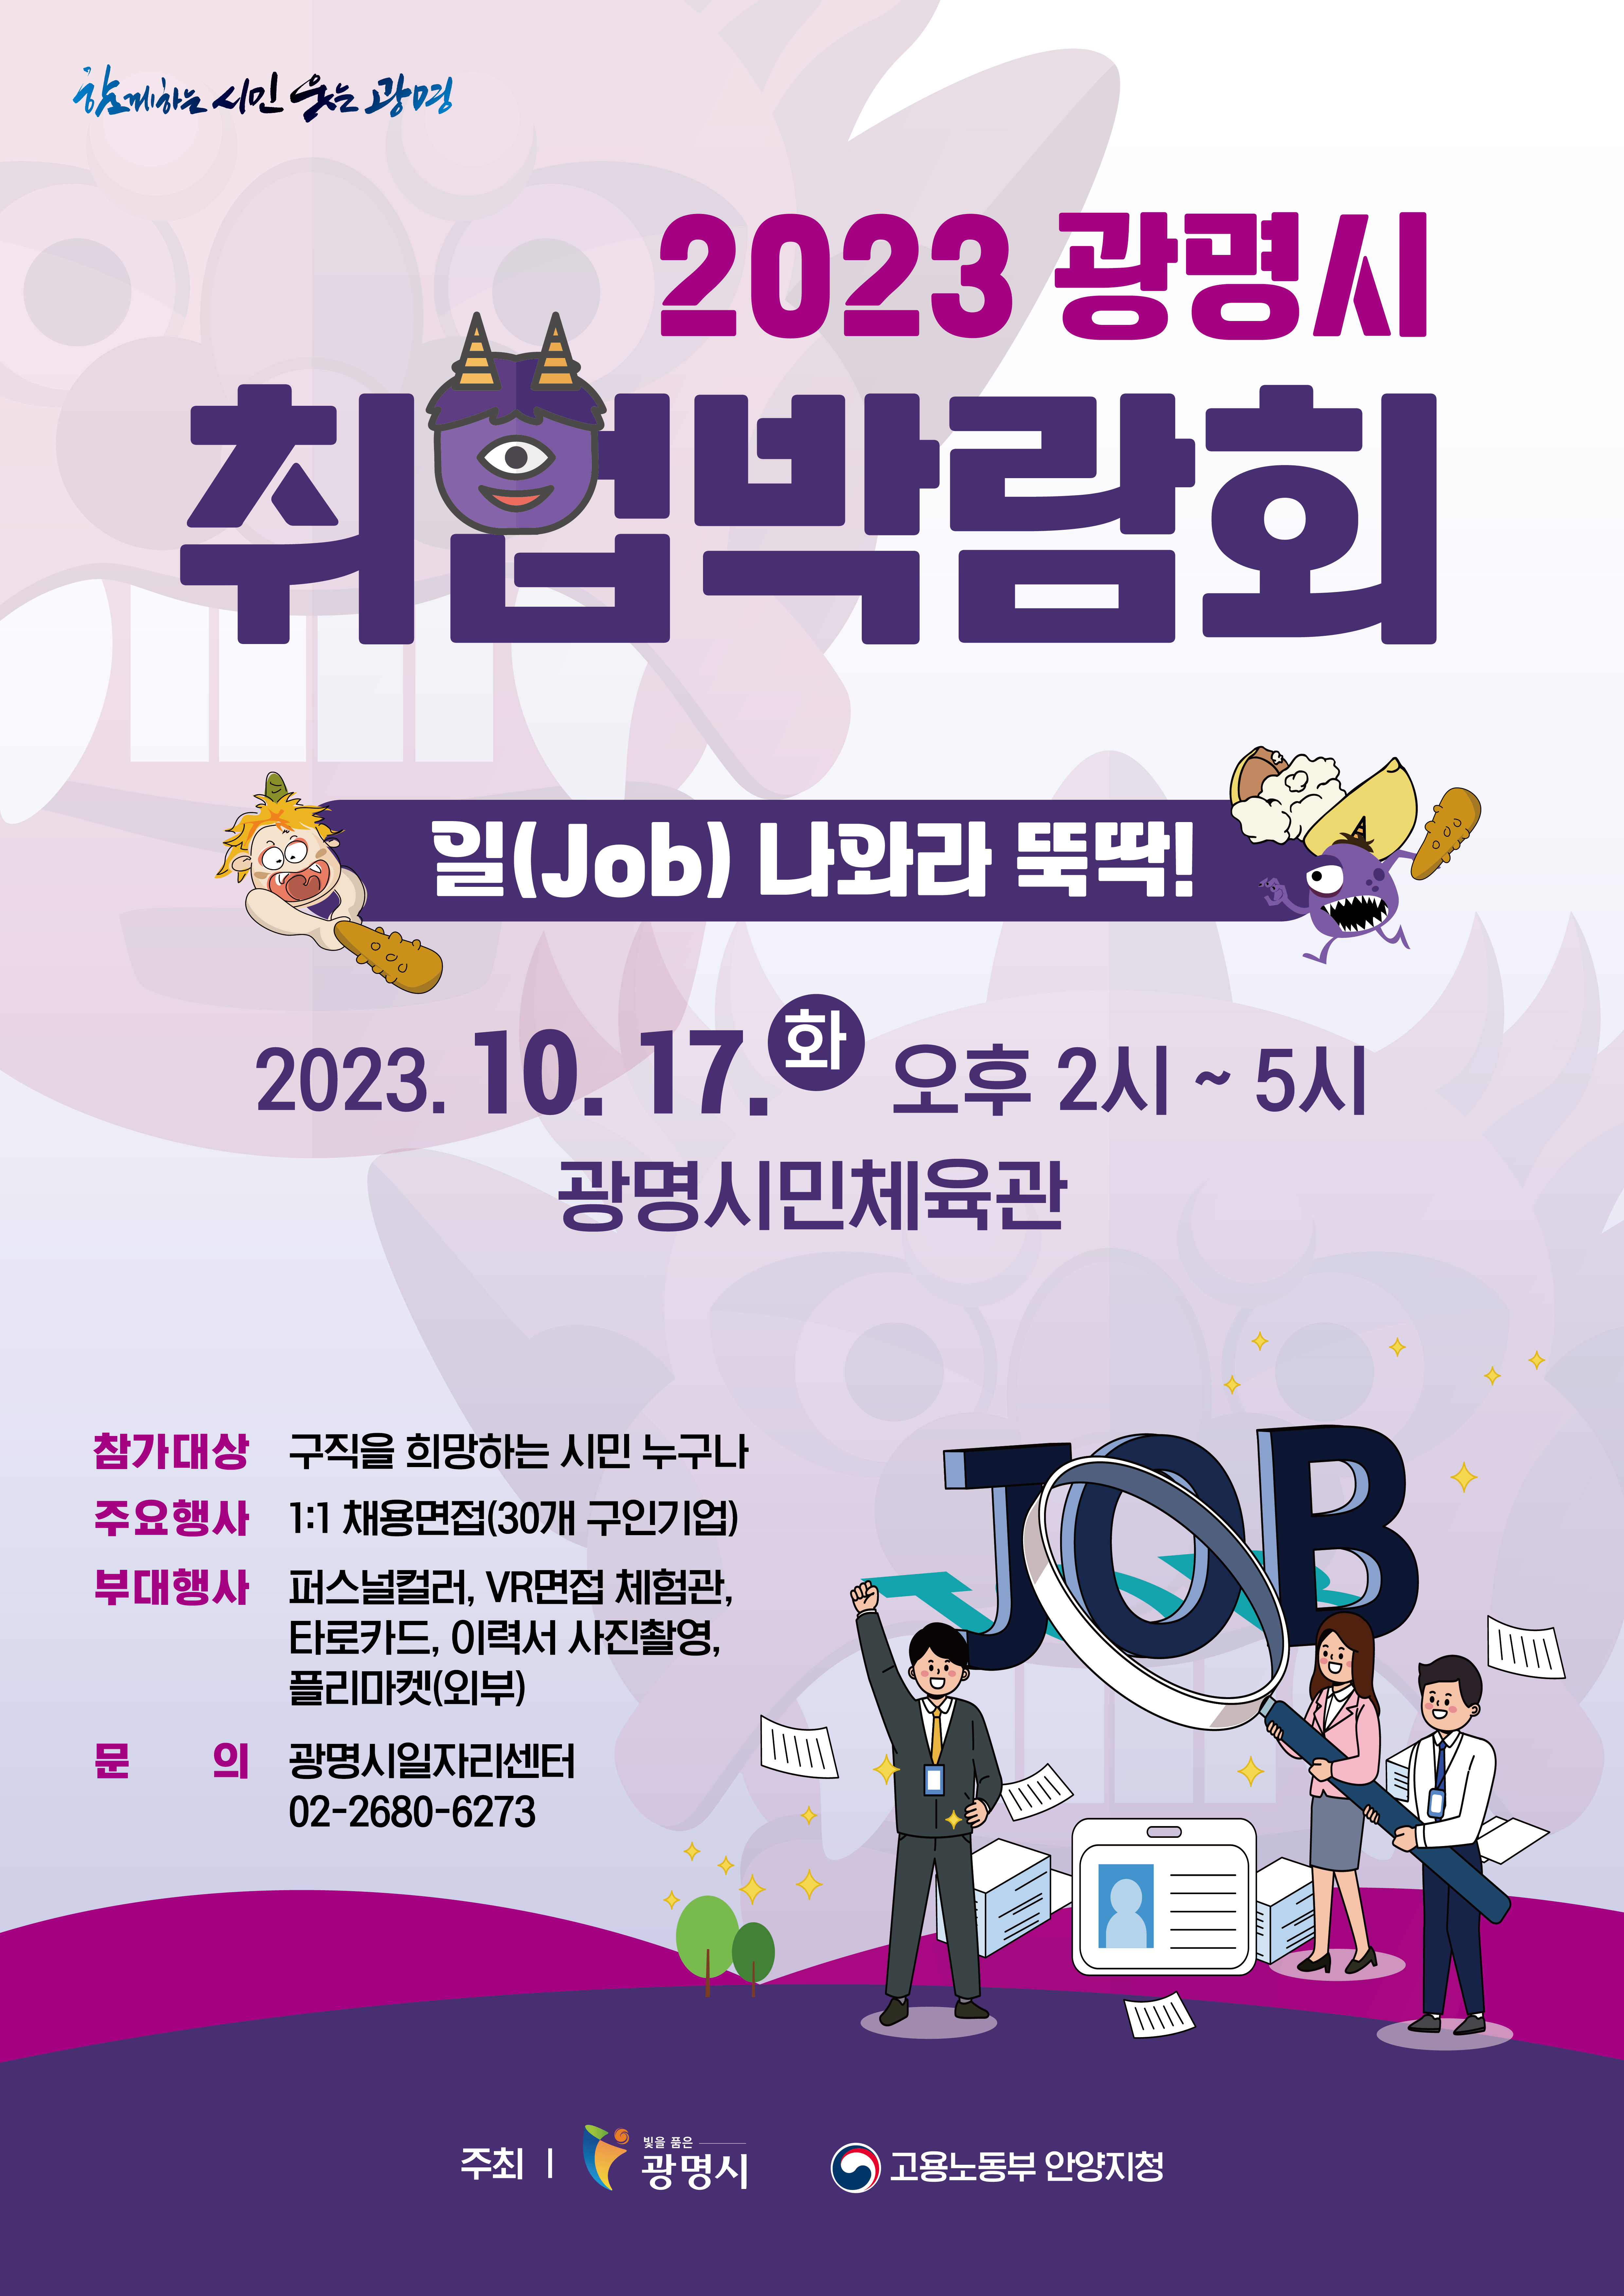 함께하는 시민 웃는 광명
2023 광명시
취업박람회
일(Job) 나와라 뚝딱!
2023. 10. 17. 화 오후 2시 ~ 5시
광명시민체육관
참가대상 구직을 희망하는 시민 누구나
주요행사 1:1 채용면접(30개 구인기업)
부대행사 퍼스널컬러, VR면접 체험관,
타로카드, 이력서 사진촬영,
플리마켓(외부)
문 의 광명시일자리센터
02-2680-6273
JOB
주최 | 빛을 품은 광명시 고용노동부 안양지청